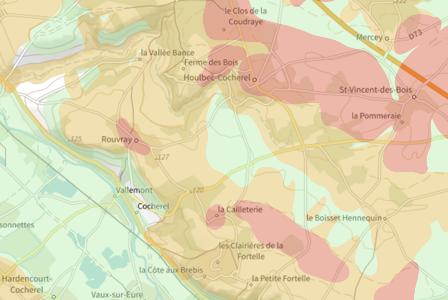 le Clos de la
Coudraye
Mercey
D73
la Vallée Bance
Ferme des Bois
Houlbec-Cocherel
St-Vincent-des-Bois
la Pommeraie
125
Rouvray
127
120
Vallemont
Cocherel
la Cailleterie
le Boisset Hennequin
sonnettes
les Clairières de la
Fortelle
la Côte aux Brebis
la Petite Fortelle
Hardencourt-
Cocherel
Vaux-sur-Eure